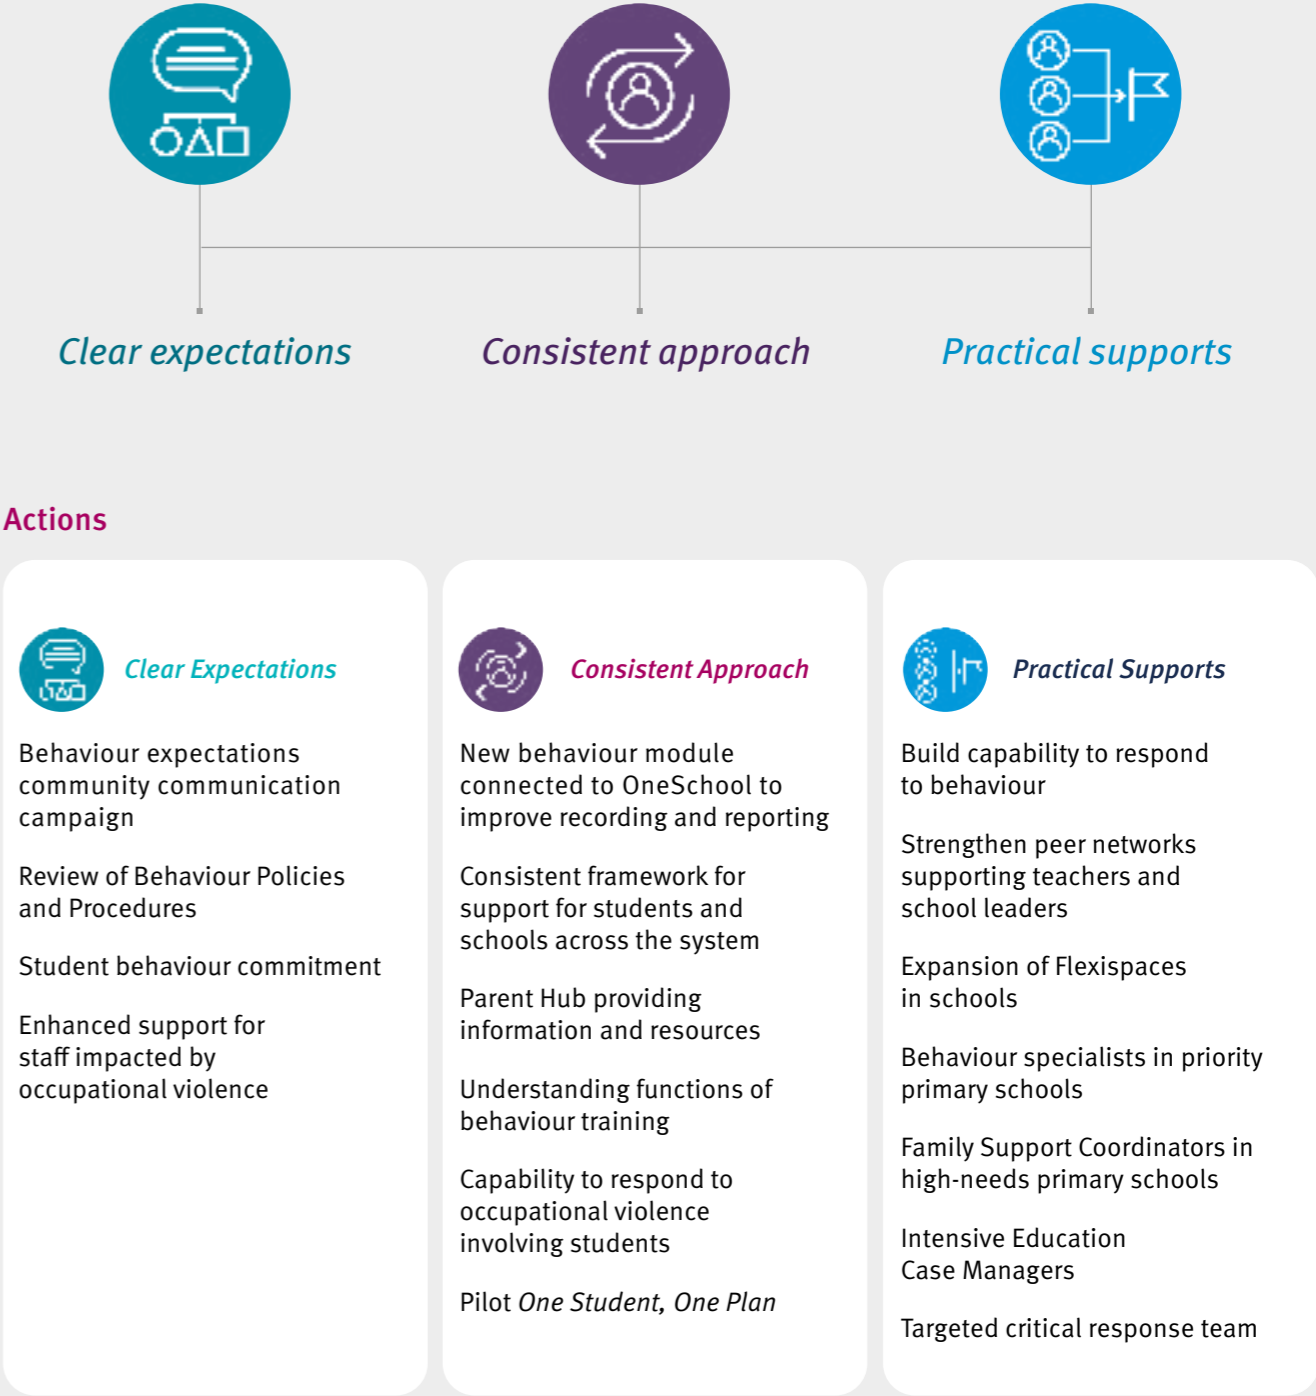 Clear expectations
Consistent approach
Practical supports
Actions
Clear Expectations
Behaviour expectations
community communication
campaign
Review of Behaviour Policies
and Procedures
Student behaviour commitment
Enhanced support for
staff impacted by
occupational violence
Consistent Approach
New behaviour module
connected to OneSchool to
improve recording and reporting
Consistent framework for
support for students and
schools across the system
Parent Hub providing
information and resources
Understanding functions of
behaviour training
Capability to respond to
occupational violence
involving students
Pilot One Student, One Plan
Practical Supports
Build capability to respond
to behaviour
Strengthen peer networks
supporting teachers and
school leaders
Expansion of Flexispaces
in schools
Behaviour specialists in priority
primary schools
Family Support Coordinators in
high-needs primary schools
Intensive Education
Case Managers
Targeted critical response team